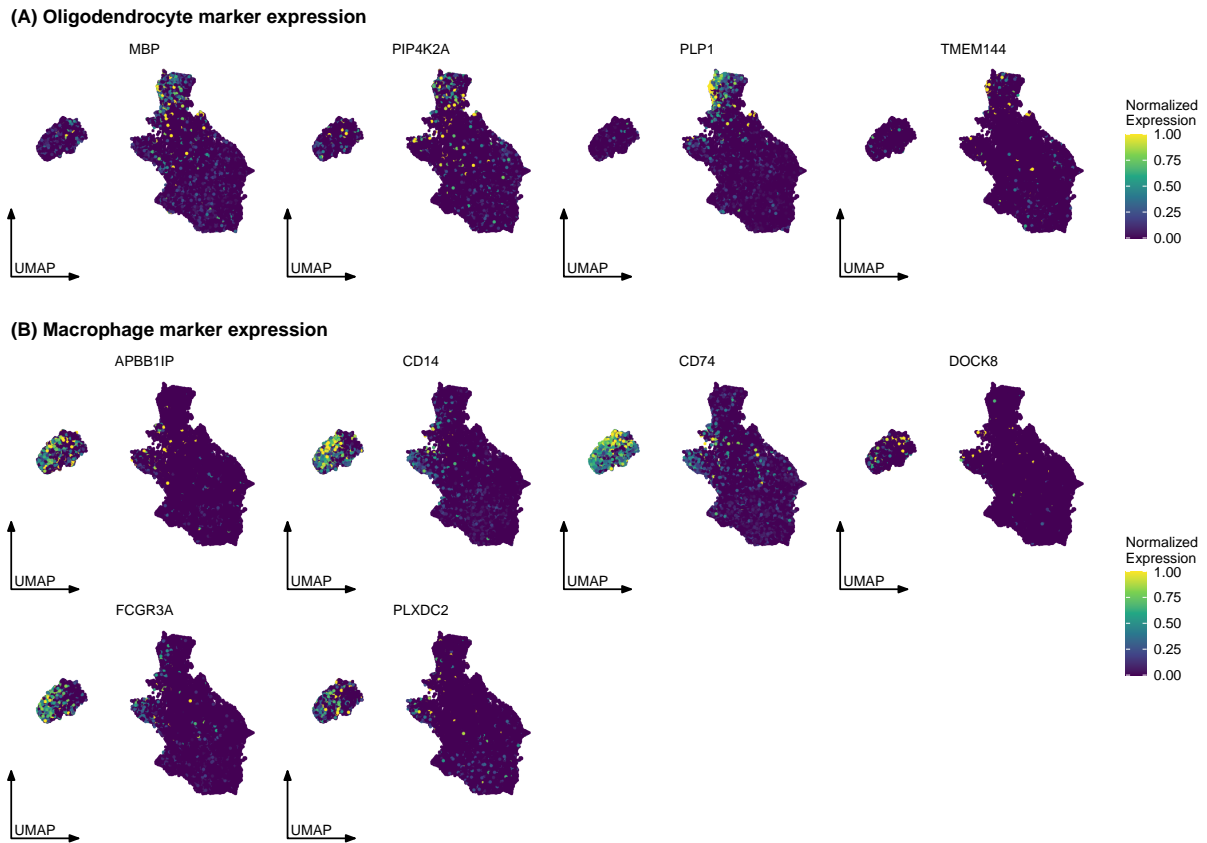 (A) Oligodendrocyte marker expression
MBP
PIP4K2A
PLP1
TMEM144
Normalized
Expression
1.00
0.75
0.50
0.25
0.00
UMAP
UMAP
UMAP
UMAP
(B) Macrophage marker expression
APBB1IP
CD14
CD74
DOCK8
UMAP
UMAP
UMAP
UMAP
Normalized
Expression
1.00
0.75
0.50
0.25
0.00
FCGR3A
PLXDC2
UMAP
UMAP